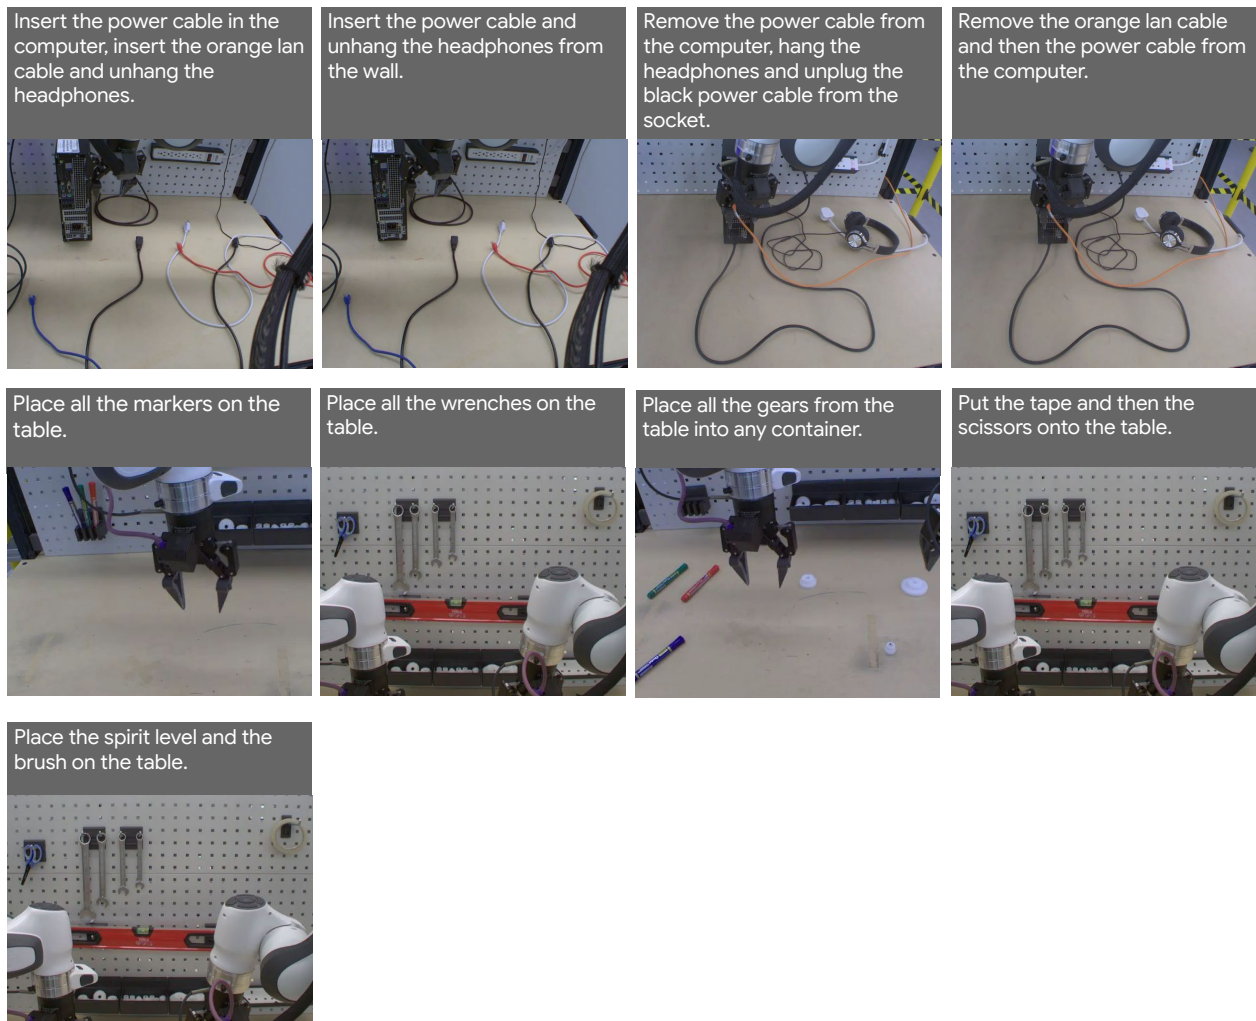 Insert the power cable in the
computer, insert the orange lan
cable and unhang the
headphones.
Insert the power cable and
unhang the headphones from
the wall.
Remove the power cable from
the computer, hang the
headphones and unplug the
black power cable from the
socket.
Remove the orange lan cable
and then the power cable from
the computer.
Place all the markers on the
table.
Place all the wrenches on the
table.
Place all the gears from the
table into any container.
Put the tape and then the
scissors onto the table.
Place the spirit level and the
brush on the table.